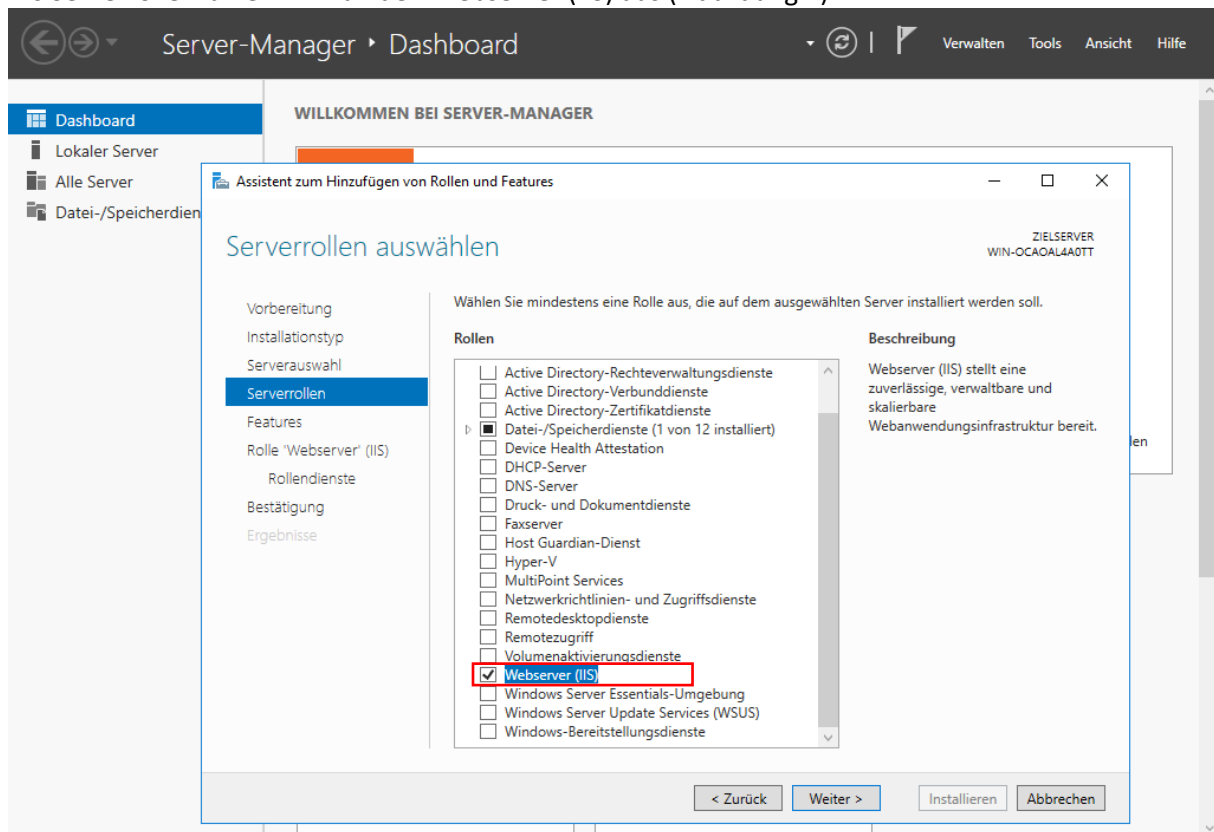 Server-Manager ‣ Dashboard
Verwalten Tools Ansicht Hilfe
Dashboard
Lokaler Server
Alle Server
Datei-/Speicherdien
WILLKOMMEN BEI SERVER-MANAGER
Assistent zum Hinzufügen von Rollen und Features
Serverrollen auswählen
ZIELSERVER
WIN-OCAOAL4A0TT
Vorbereitung
Installationstyp
Serverauswahl
Serverrollen
Features
Rolle 'Webserver' (IIS)
Rollendienste
Bestätigung
Ergebnisse
Wählen Sie mindestens eine Rolle aus, die auf dem ausgewählten Server installiert werden soll.
Rollen
Active Directory-Rechteverwaltungsdienste
Active Directory-Verbunddienste
Active Directory-Zertifikatdienste
Datei-/Speicherdienste (1 von 12 installiert)
Device Health Attestation
DHCP-Server
DNS-Server
Druck- und Dokumentdienste
Faxserver
Host Guardian-Dienst
Hyper-V
MultiPoint Services
Netzwerkrichtlinien- und Zugriffsdienste
Remotedesktopdienste
Remotezugriff
Volumenaktivierungsdienste
Webserver (IIS)
Windows Server Essentials-Umgebung
Windows Server Update Services (WSUS)
Windows-Bereitstellungsdienste
Beschreibung
Webserver (IIS) stellt eine
zuverlässige, verwaltbare und
skalierbare
Webanwendungsinfrastruktur bereit.
len
< Zurück
Weiter >
Installieren
Abbrechen